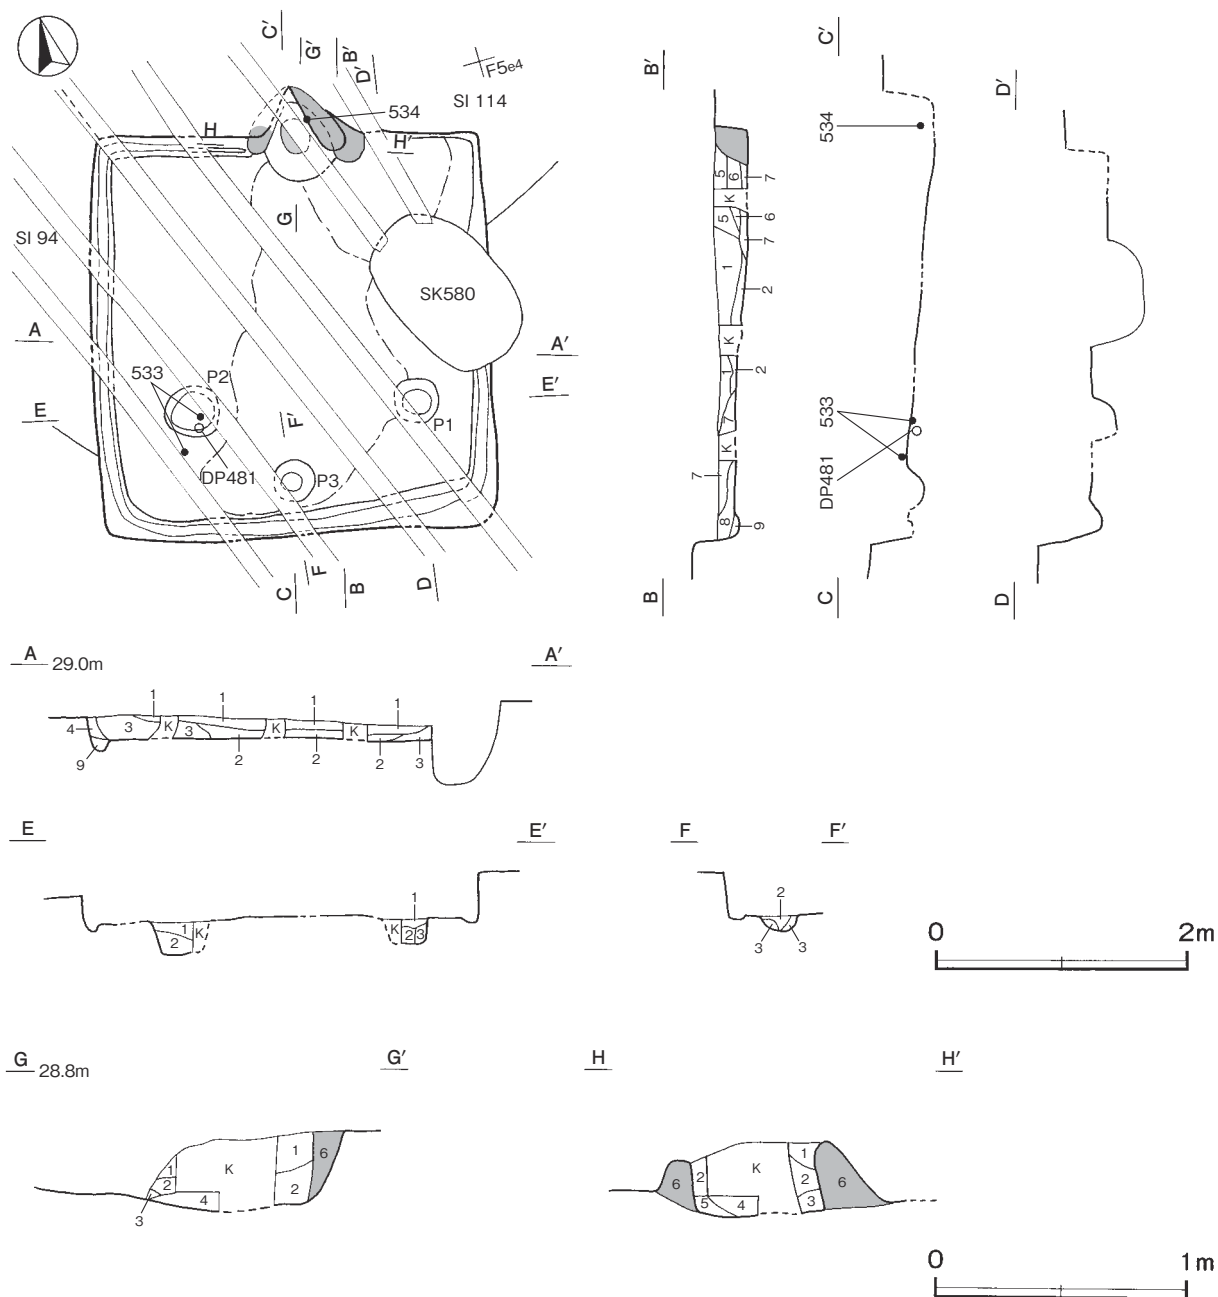 C′
G′
B′
D′
F5e4
SI 114
534
H
H′
G
SI 94
SK580
A
A′
533
P2
E′
E
F′
P1
DP481
P3
C
F
B
D
B′
5
6
7
K
5
6
7
1
2
K
1
2
7
K
7
8
9
B
C′
534
533
DP481
C
D′
D
A 29.0m
A′
1
1
1
1
4
3
K
3
K
K
K
9
2
2
2
3
E
E′
1
1
K
2
K
2
3
F
F′
2
3
3
0
2m
G 28.8m
G′
1
2
3
4
K
1
2
6
H
H′
6
2
5
4
K
1
2
3
6
0
1m